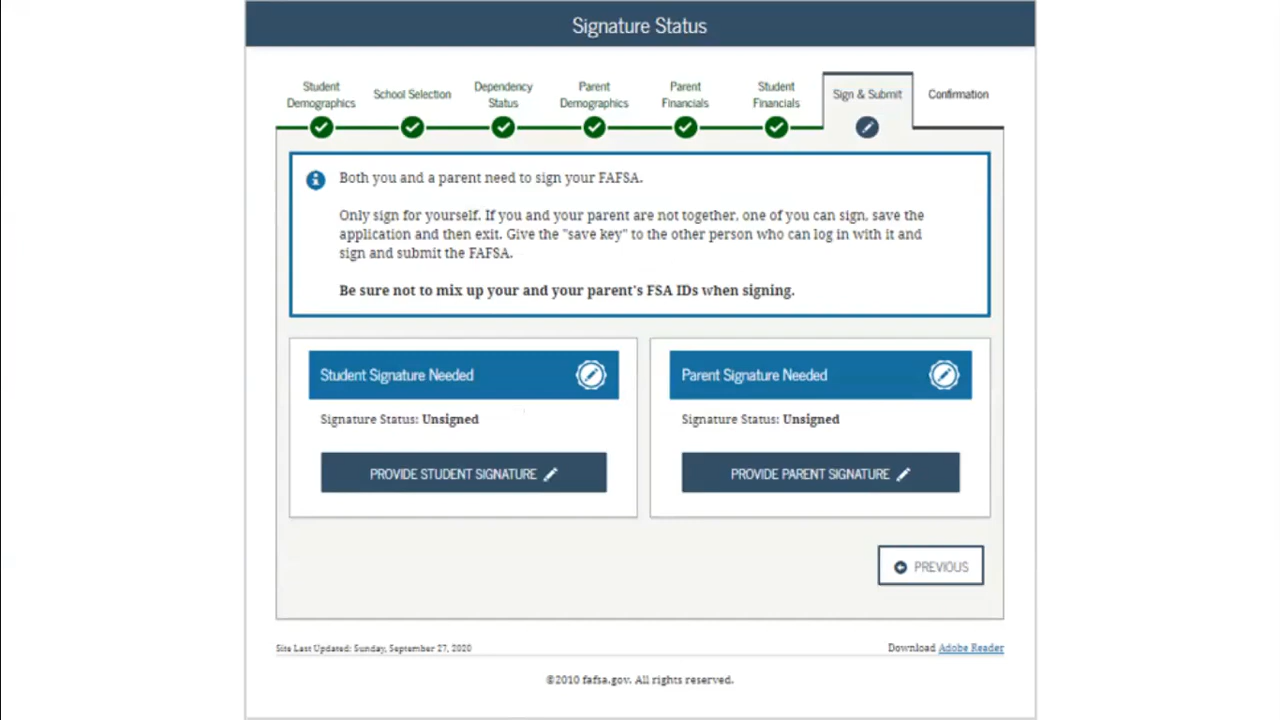 Signature Status
Student Demographics
School Selection
Dependency Status
Parent Demographics
Parent Financials
Student Financials
Sign & Submit
Confirmation
Both you and a parent need to sign your FAFSA.
Only sign for yourself. If you and your parent are not together, one of you can sign, save the
application and then exit. Give the "save key" to the other person who can log in with it and
sign and submit the FAFSA.
Be sure not to mix up your and your parent's FSA IDs when signing.
Student Signature Needed
Signature Status: Unsigned
PROVIDE STUDENT SIGNATURE
Parent Signature Needed
Signature Status: Unsigned
PROVIDE PARENT SIGNATURE
PREVIOUS
Site Last Updated: Sunday, September 27, 2020
Download Adobe Reader
©2010 fafsa.gov. All rights reserved.